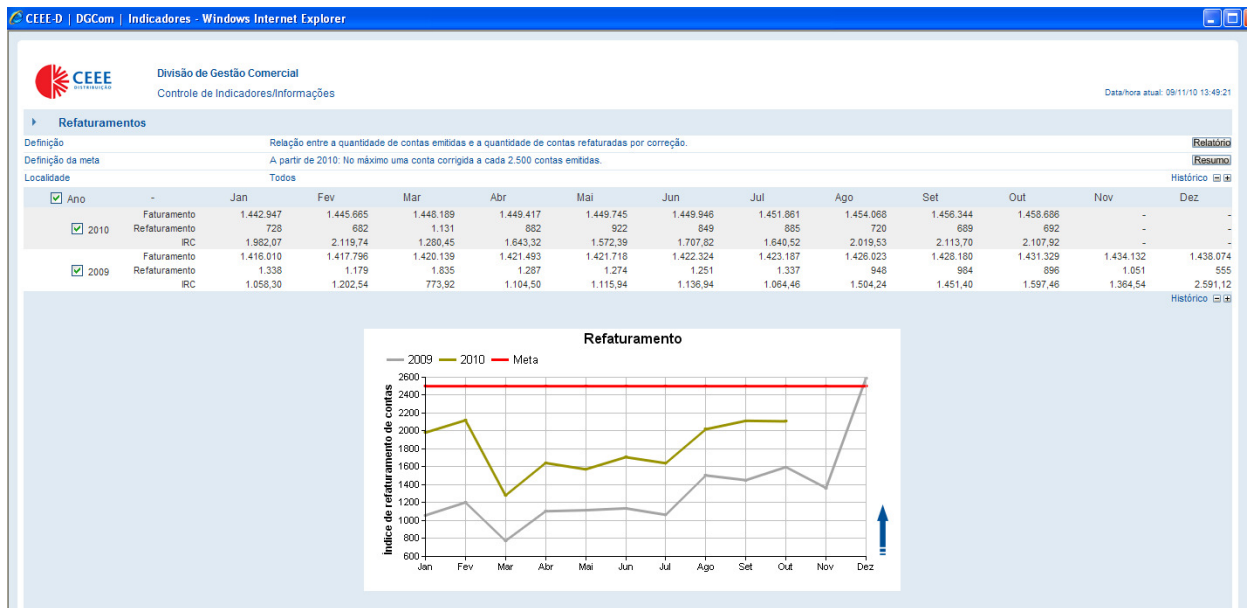 CEEE-D | DGCom | Indicadores - Windows Internet Explorer
CEEE
DISTRIBUIÇÃO
Divisão de Gestão Comercial
Controle de Indicadores/Informações
Data/hora atual: 09/11/10 13:49:21
Refaturamentos
Definição Relação entre a quantidade de contas emitidas e a quantidade de contas refaturadas por correção. Relatório
Definição da meta A partir de 2010: No máximo uma conta corrigida a cada 2.500 contas emitidas. Resumo
Localidade Todos Histórico
Ano - Jan Fev Mar Abr Mai Jun Jul Ago Set Out Nov Dez
Faturamento 1.442.947 1.445.665 1.448.189 1.449.417 1.449.745 1.449.946 1.451.861 1.454.068 1.456.344 1.458.686 - -
2010 Refaturamento 728 682 1.131 882 922 849 885 720 689 692 - -
IRC 1.982,07 2.119,74 1.280,45 1.643,32 1.572,39 1.707,82 1.640,52 2.019,53 2.113,70 2.107,92 - -
Faturamento 1.416.010 1.417.796 1.420.139 1.421.493 1.421.718 1.422.324 1.423.187 1.426.023 1.428.180 1.431.329 1.434.132 1.438.074
2009 Refaturamento 1.338 1.179 1.835 1.287 1.274 1.251 1.337 948 984 896 1.051 555
IRC 1.058,30 1.202,54 773,92 1.104,50 1.115,94 1.136,94 1.064,46 1.504,24 1.451,40 1.597,46 1.364,54 2.591,12
Histórico
Refaturamento
2009 2010 Meta
Índice de refaturamento de contas
2600
2400
2200
2000
1800
1600
1400
1200
1000
800
600
Jan Fev Mar Abr Mai Jun Jul Ago Set Out Nov Dez